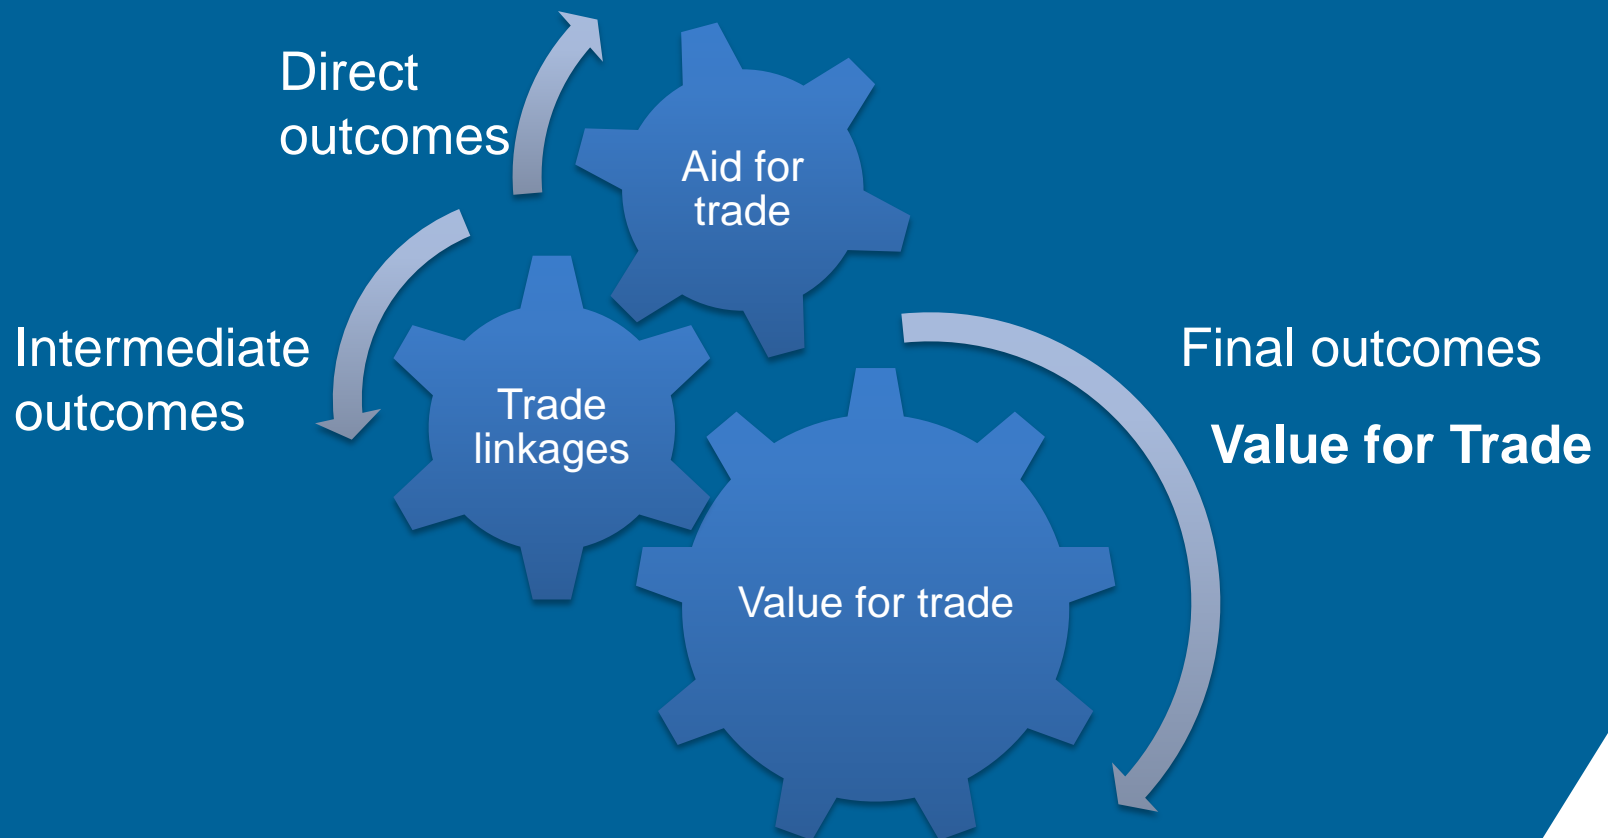 Direct
outcomes
Aid for
trade
Intermediate
outcomes
Trade
linkages
Final outcomes
Value for Trade
Value for trade